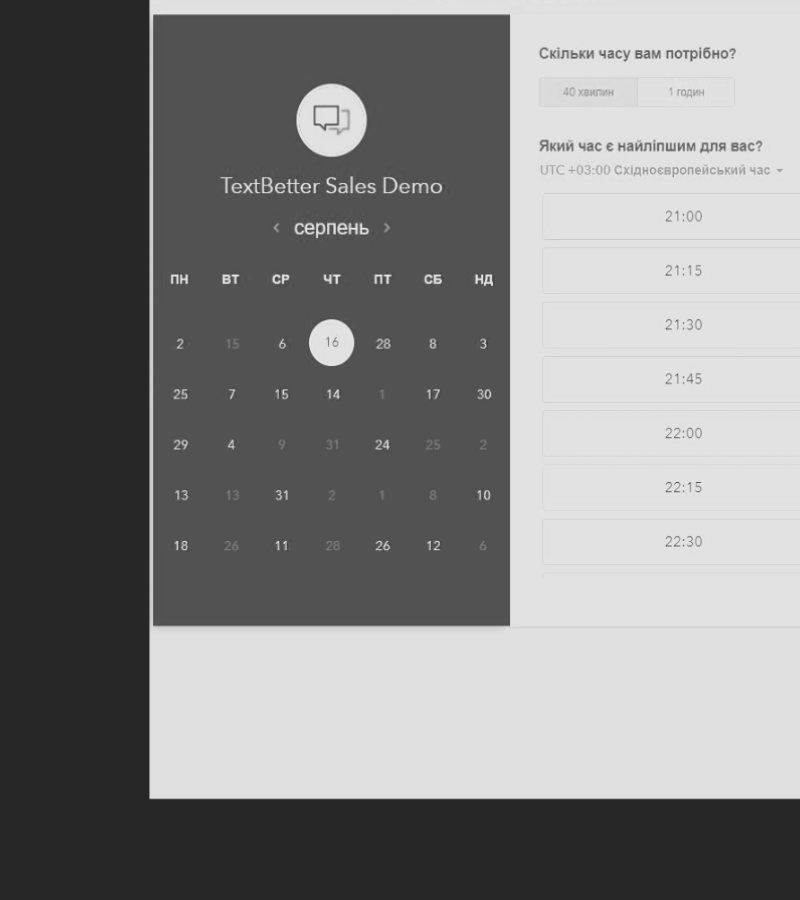 TextBetter Sales Demo
серпень
ПН ВТ СР ЧТ ПТ СБ НД
2 15 6 16 28 8 3
25 7 15 14 1 17 30
29 4 9 31 24 25 2
13 13 31 2 1 8 10
18 26 11 28 26 12 6
Скільки часу вам потрібно?
40 хвилин 1 годин
Який час є найліпшим для вас?
UTC +03:00 Східноєвропейський час
21:00
21:15
21:30
21:45
22:00
22:15
22:30